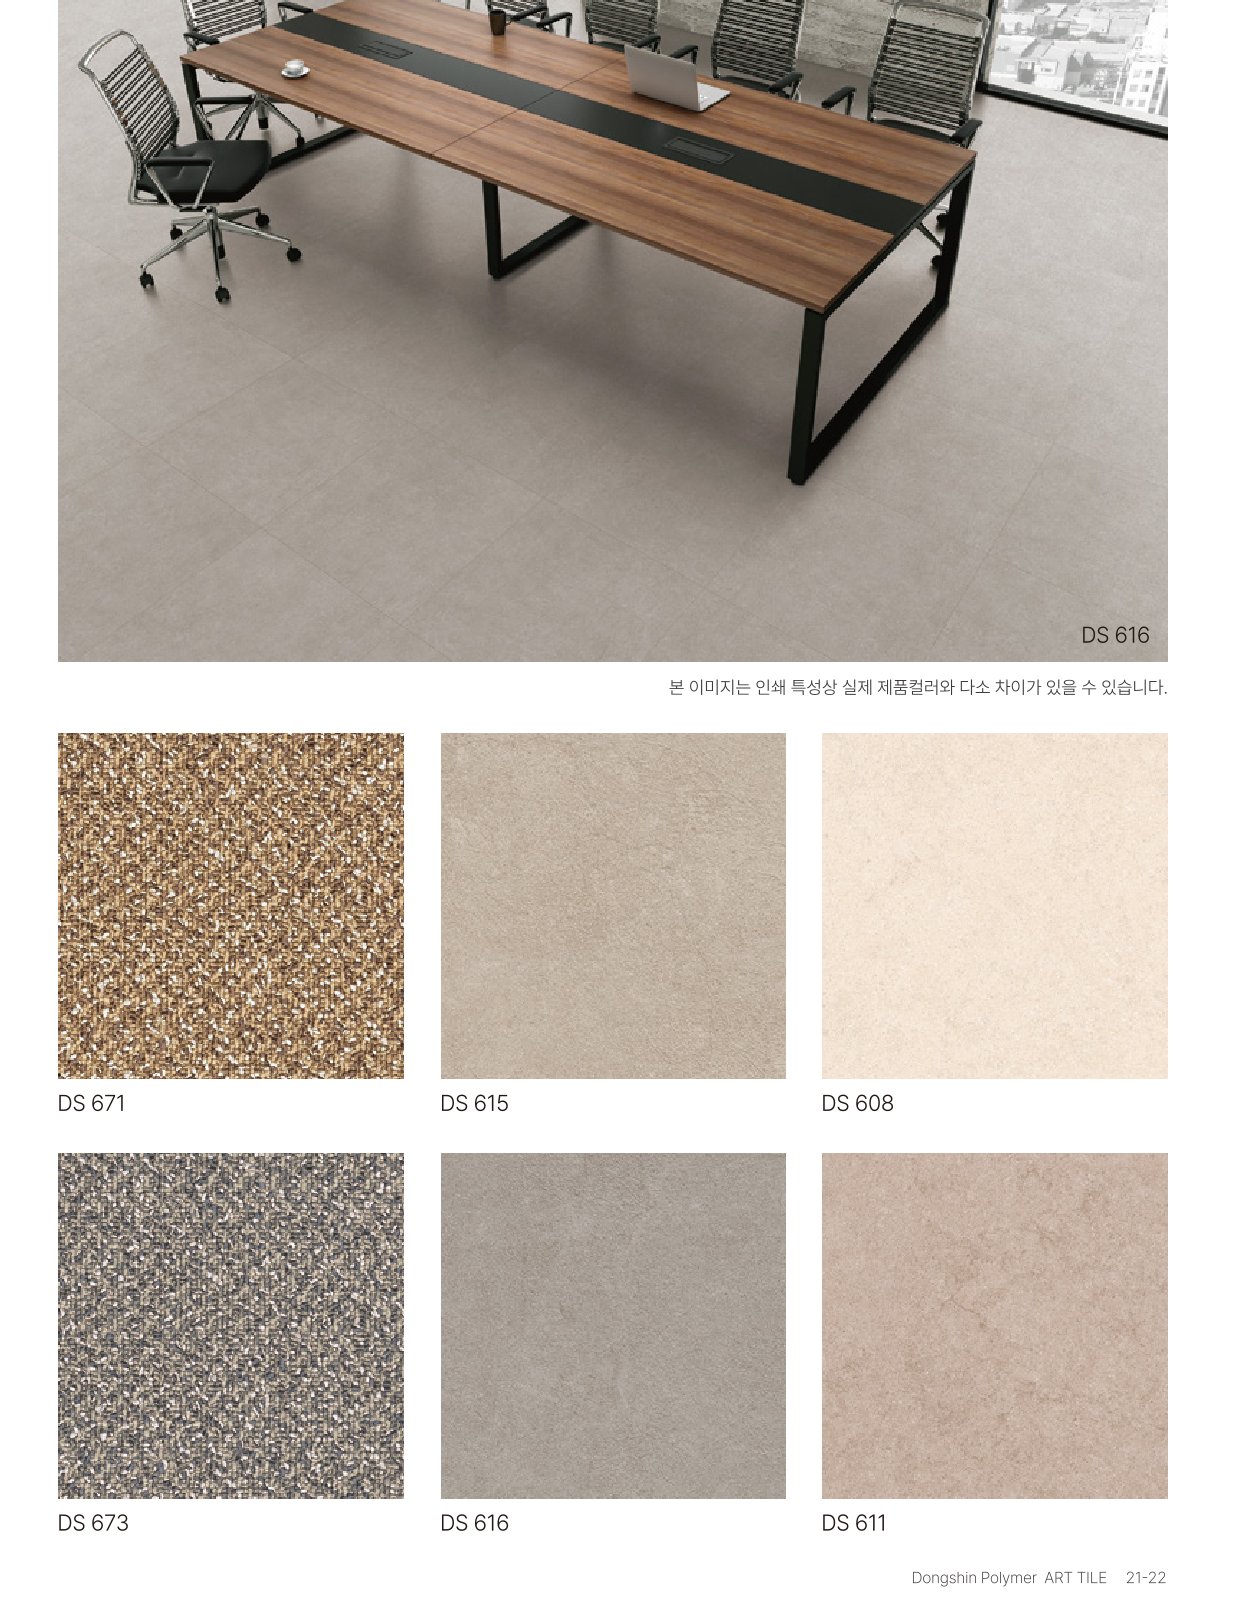 DS 616
본 이미지는 인쇄 특성상 실제 제품컬러와 다소 차이가 있을 수 있습니다.
DS 671
DS 615
DS 608
DS 673
DS 616
DS 611
Dongshin Polymer ART TILE 21-22